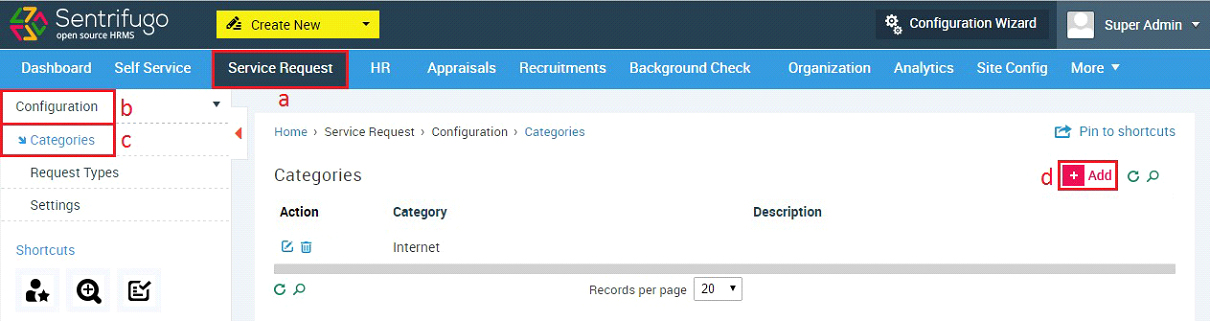 Sentrifugo
open source HRMS
Create New
Configuration Wizard
Super Admin
Dashboard Self Service Service Request HR Appraisals Recruitments Background Check Organization Analytics Site Config More
a
Configuration b
Categories c
Request Types
Settings
Shortcuts
Home › Service Request › Configuration › Categories
Pin to shortcuts
Categories
d + Add
Action Category Description
Internet
Records per page 20